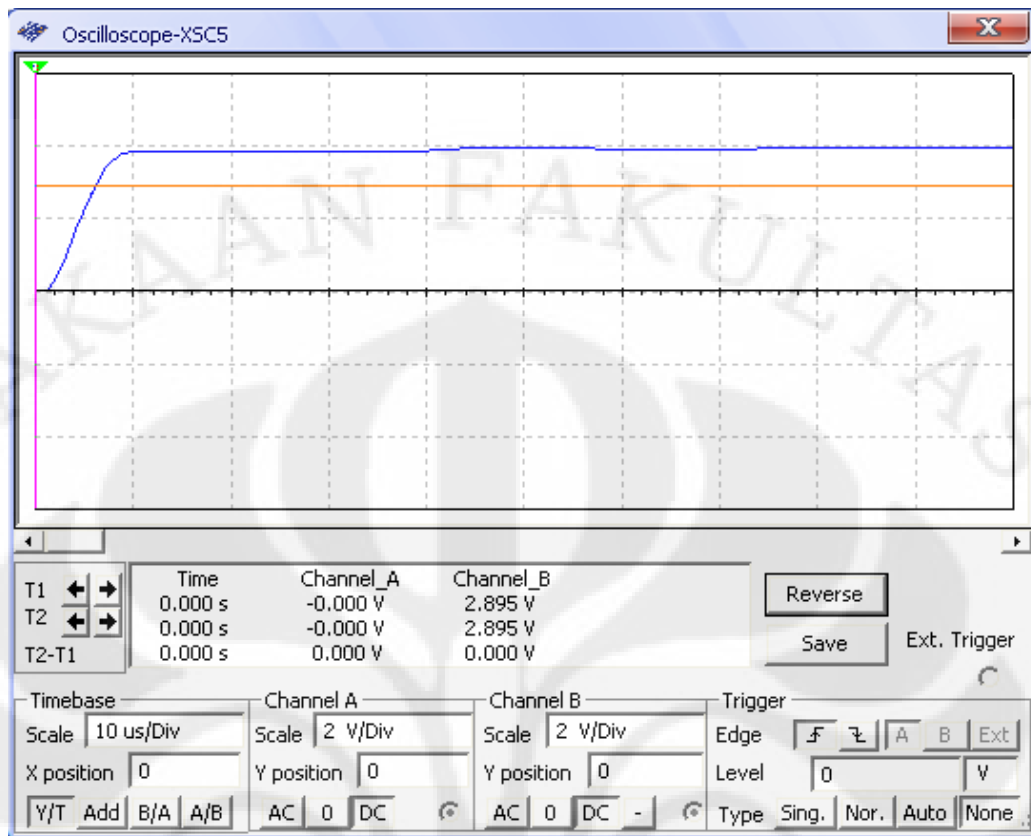 Oscilloscope-XSC5
1
KAAN FAKULTAS
Time Channel_A Channel_B
T1 0.000 s -0.000 V 2.895 V
T2 0.000 s -0.000 V 2.895 V
T2-T1 0.000 s 0.000 V 0.000 V
Reverse
Save
Ext. Trigger
Timebase
Scale 10 us/Div
X position 0
Y/T Add B/A A/B
Channel A
Scale 2 V/Div
Y position 0
AC 0 DC
Channel B
Scale 2 V/Div
Y position 0
AC 0 DC -
Trigger
Edge A B Ext
Level 0 V
Type Sing. Nor. Auto None